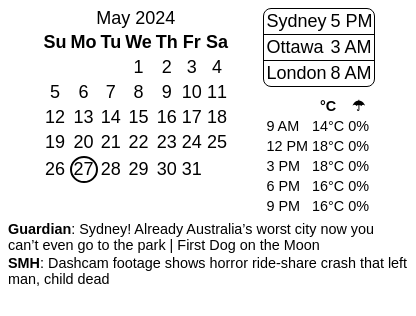 May 2024
Su Mo Tu We Th Fr Sa
1 2 3 4
5 6 7 8 9 10 11
12 13 14 15 16 17 18
19 20 21 22 23 24 25
26 27 28 29 30 31
Sydney 5 PM
Ottawa 3 AM
London 8 AM
°C ☂
9 AM 14°C 0%
12 PM 18°C 0%
3 PM 18°C 0%
6 PM 16°C 0%
9 PM 16°C 0%
Guardian: Sydney! Already Australia’s worst city now you
can’t even go to the park | First Dog on the Moon
SMH: Dashcam footage shows horror ride-share crash that left
man, child dead